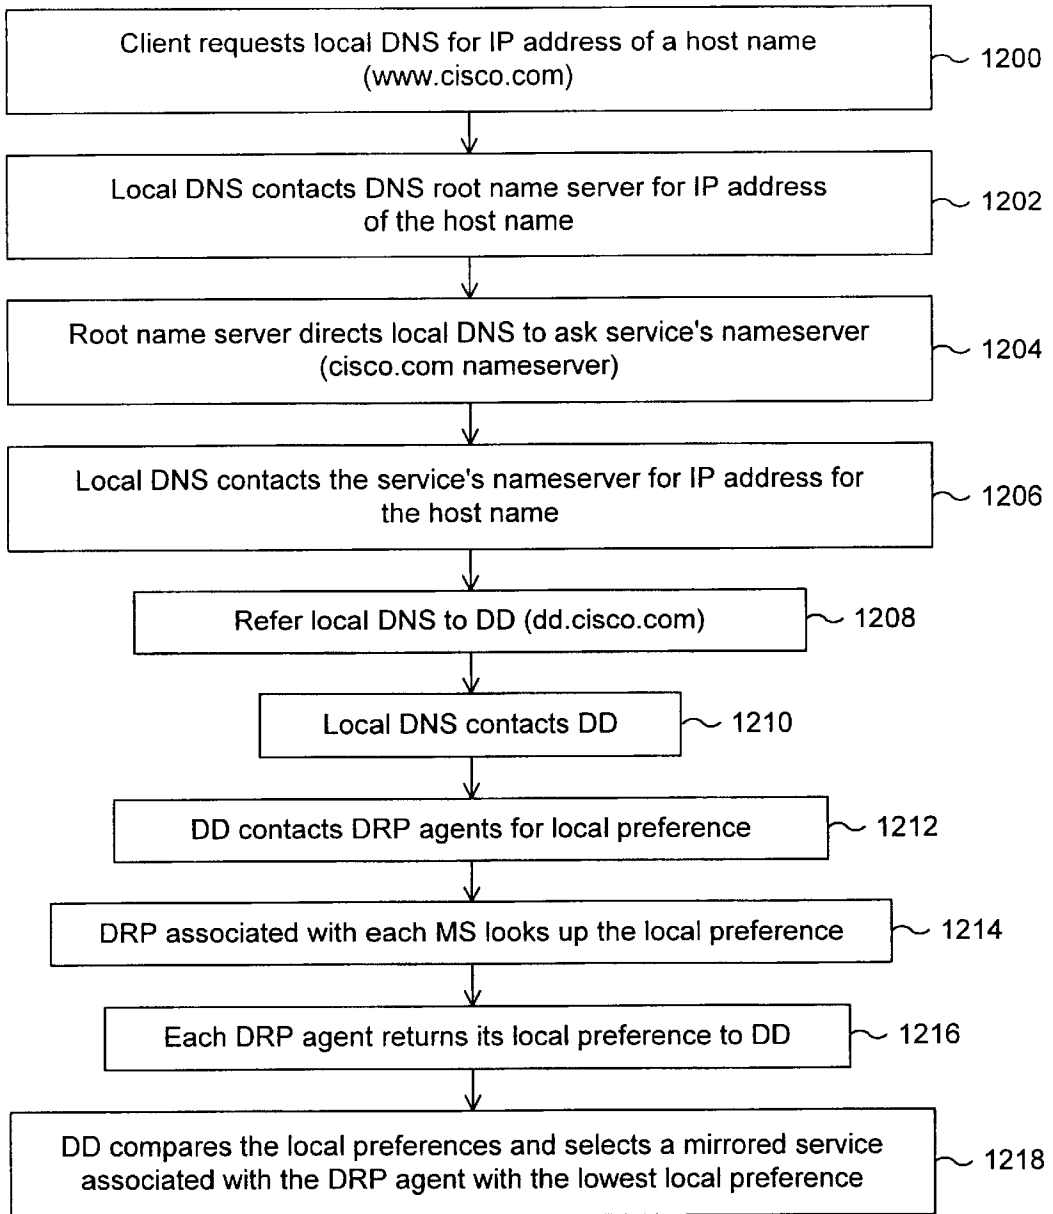 Client requests local DNS for IP address of a host name
(www.cisco.com)
1200
Local DNS contacts DNS root name server for IP address
of the host name
1202
Root name server directs local DNS to ask service's nameserver
(cisco.com nameserver)
1204
Local DNS contacts the service's nameserver for IP address for
the host name
1206
Refer local DNS to DD (dd.cisco.com)
1208
Local DNS contacts DD
1210
DD contacts DRP agents for local preference
1212
DRP associated with each MS looks up the local preference
1214
Each DRP agent returns its local preference to DD
1216
DD compares the local preferences and selects a mirrored service
associated with the DRP agent with the lowest local preference
1218